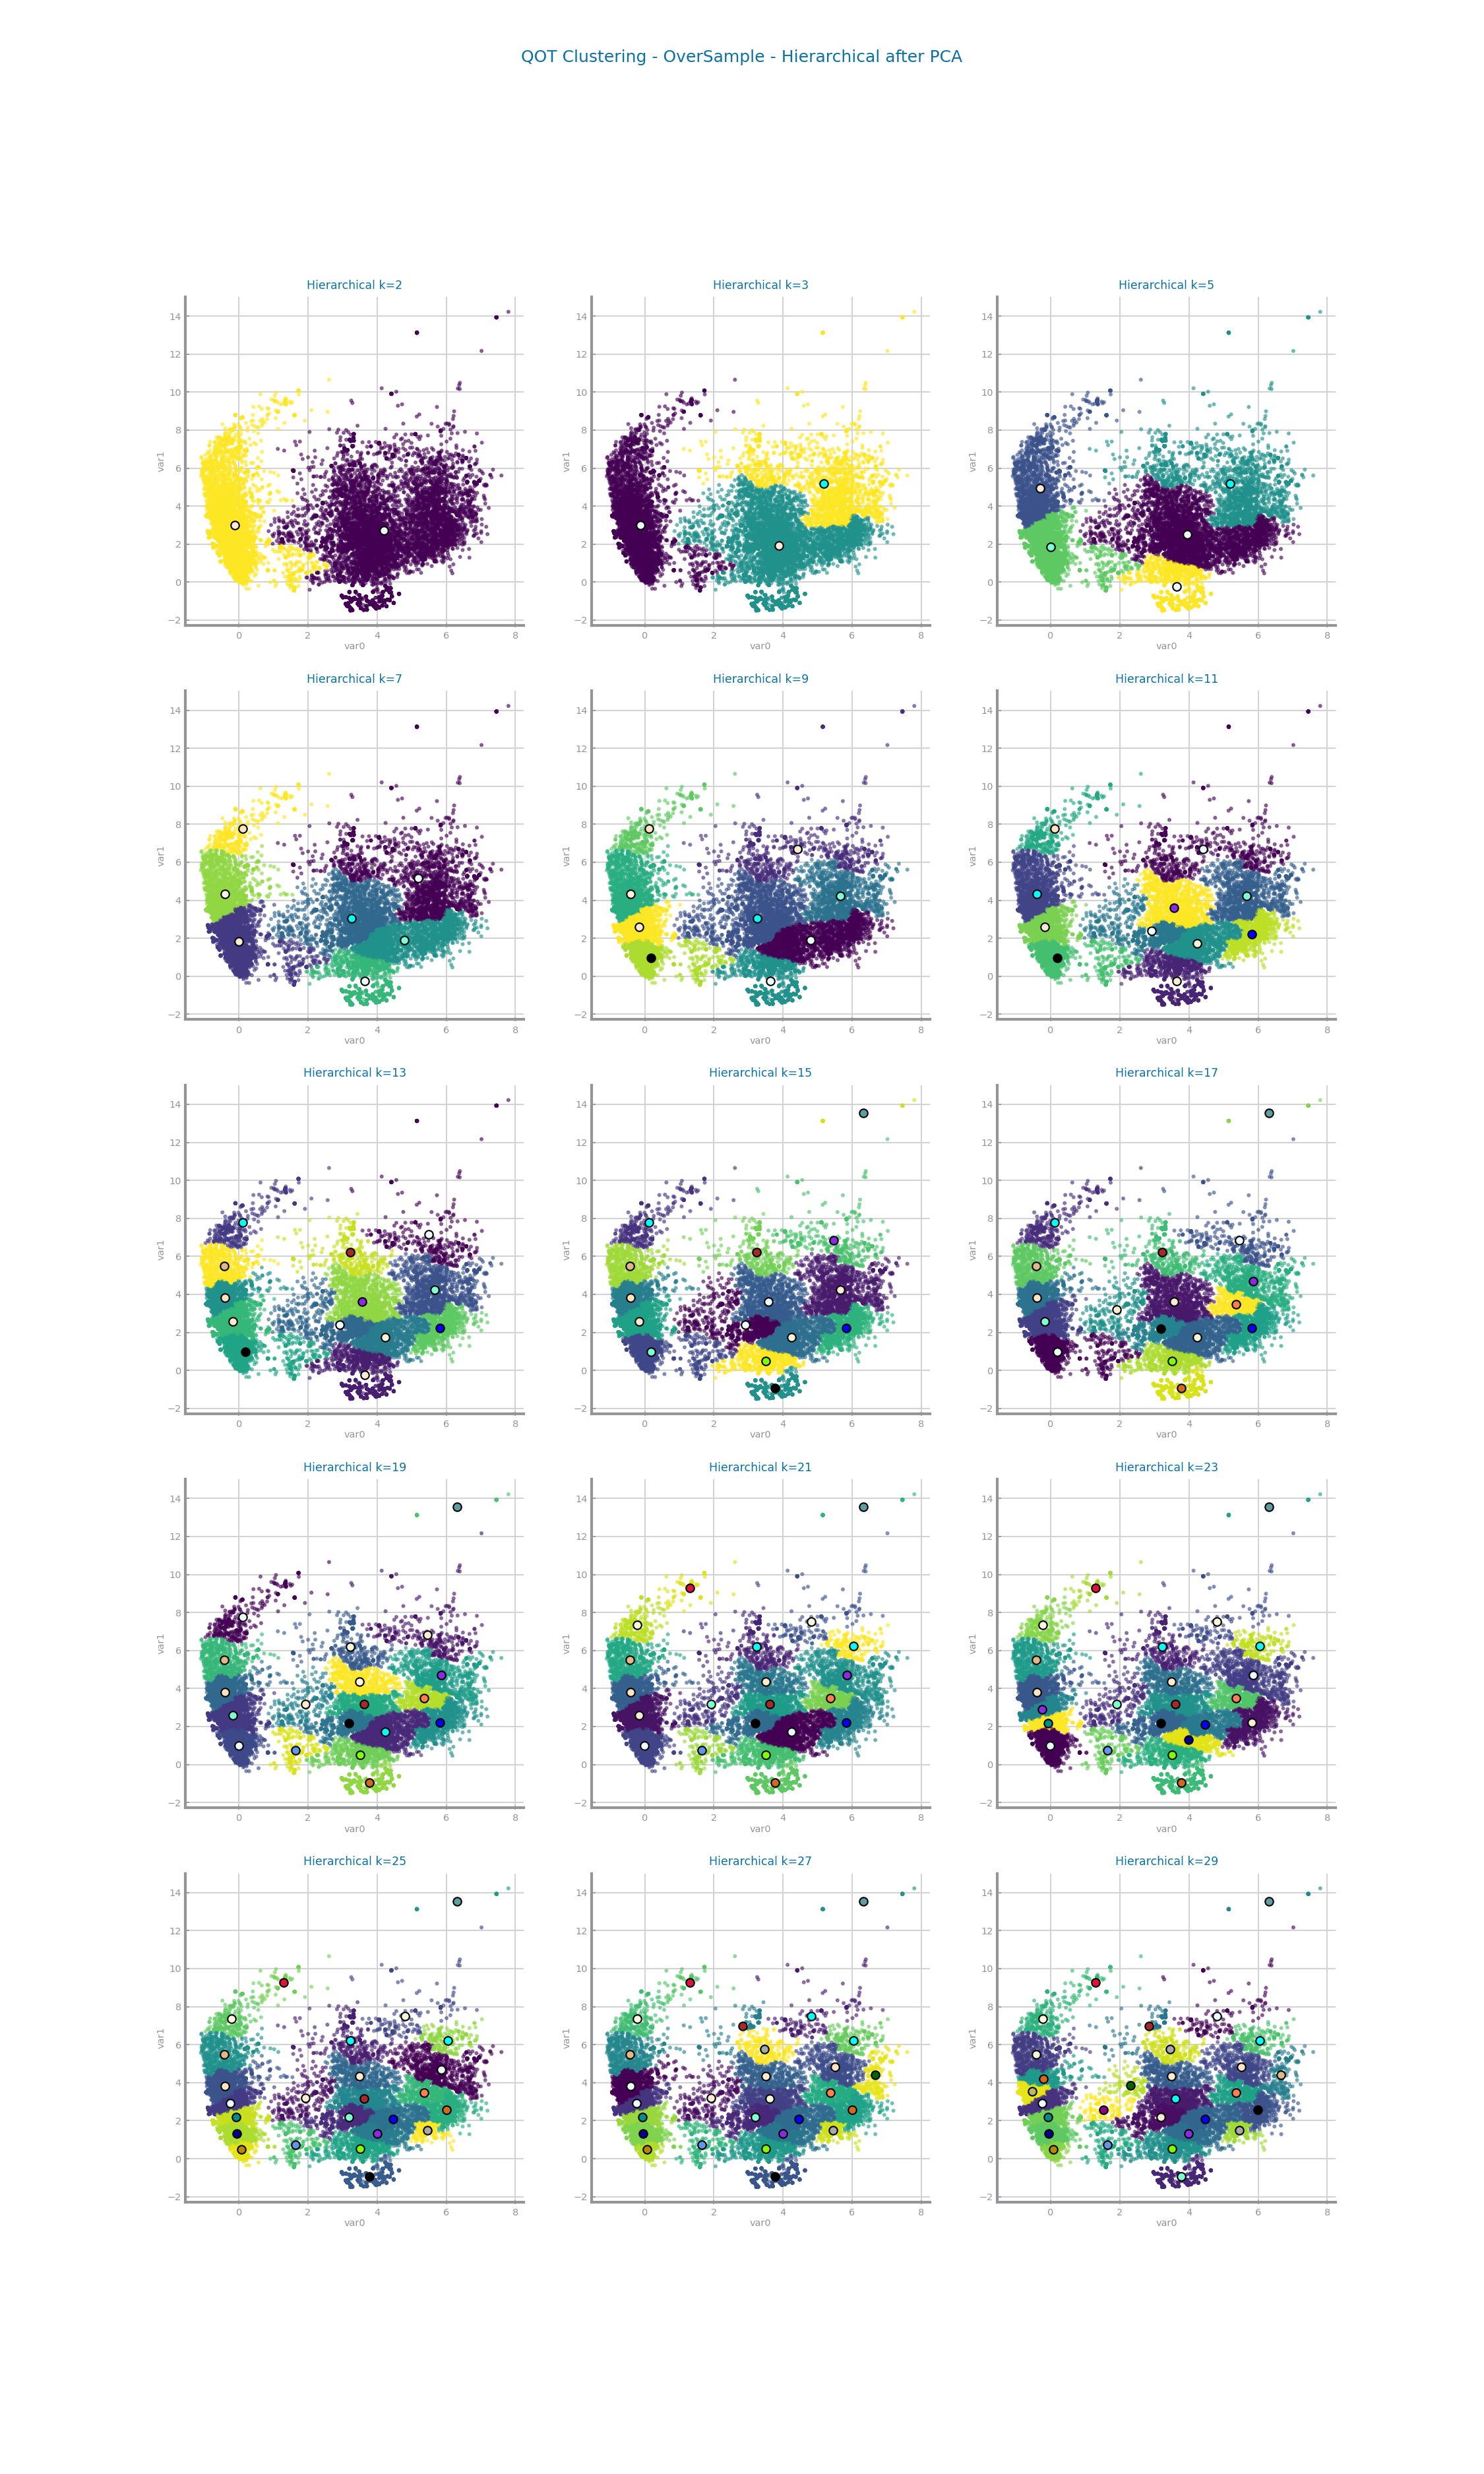 QOT Clustering - OverSample - Hierarchical after PCA
Hierarchical k=2
Hierarchical k=3
Hierarchical k=5
14
12
10
8
6
4
2
0
−2
var1
0 2 4 6 8
var0
14
12
10
8
6
4
2
0
−2
var1
0 2 4 6 8
var0
14
12
10
8
6
4
2
0
−2
var1
0 2 4 6 8
var0
Hierarchical k=7
Hierarchical k=9
Hierarchical k=11
14
12
10
8
6
4
2
0
−2
var1
0 2 4 6 8
var0
14
12
10
8
6
4
2
0
−2
var1
0 2 4 6 8
var0
14
12
10
8
6
4
2
0
−2
var1
0 2 4 6 8
var0
Hierarchical k=13
Hierarchical k=15
Hierarchical k=17
14
12
10
8
6
4
2
0
−2
var1
0 2 4 6 8
var0
14
12
10
8
6
4
2
0
−2
var1
0 2 4 6 8
var0
14
12
10
8
6
4
2
0
−2
var1
0 2 4 6 8
var0
Hierarchical k=19
Hierarchical k=21
Hierarchical k=23
14
12
10
8
6
4
2
0
−2
var1
0 2 4 6 8
var0
14
12
10
8
6
4
2
0
−2
var1
0 2 4 6 8
var0
14
12
10
8
6
4
2
0
−2
var1
0 2 4 6 8
var0
Hierarchical k=25
Hierarchical k=27
Hierarchical k=29
14
12
10
8
6
4
2
0
−2
var1
0 2 4 6 8
var0
14
12
10
8
6
4
2
0
−2
var1
0 2 4 6 8
var0
14
12
10
8
6
4
2
0
−2
var1
0 2 4 6 8
var0